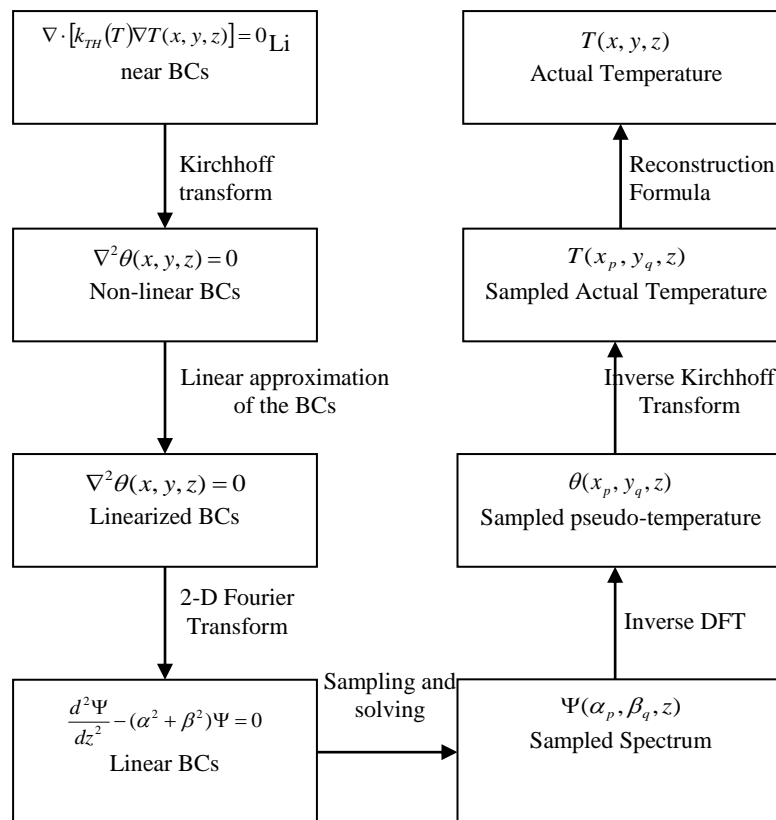 ∇·[k_TH(T)∇T(x, y, z)]=0 Li
near BCs
Kirchhoff
transform
∇²θ(x, y, z)=0
Non-linear BCs
Linear approximation
of the BCs
∇²θ(x, y, z)=0
Linearized BCs
2-D Fourier
Transform
d²Ψ/dz² −(α² + β²)Ψ=0
Linear BCs
Sampling and
solving
Ψ(α_p, β_q, z)
Sampled Spectrum
Inverse DFT
θ(x_p, y_q, z)
Sampled pseudo-temperature
Inverse Kirchhoff
Transform
T(x_p, y_q, z)
Sampled Actual Temperature
Reconstruction
Formula
T(x, y, z)
Actual Temperature